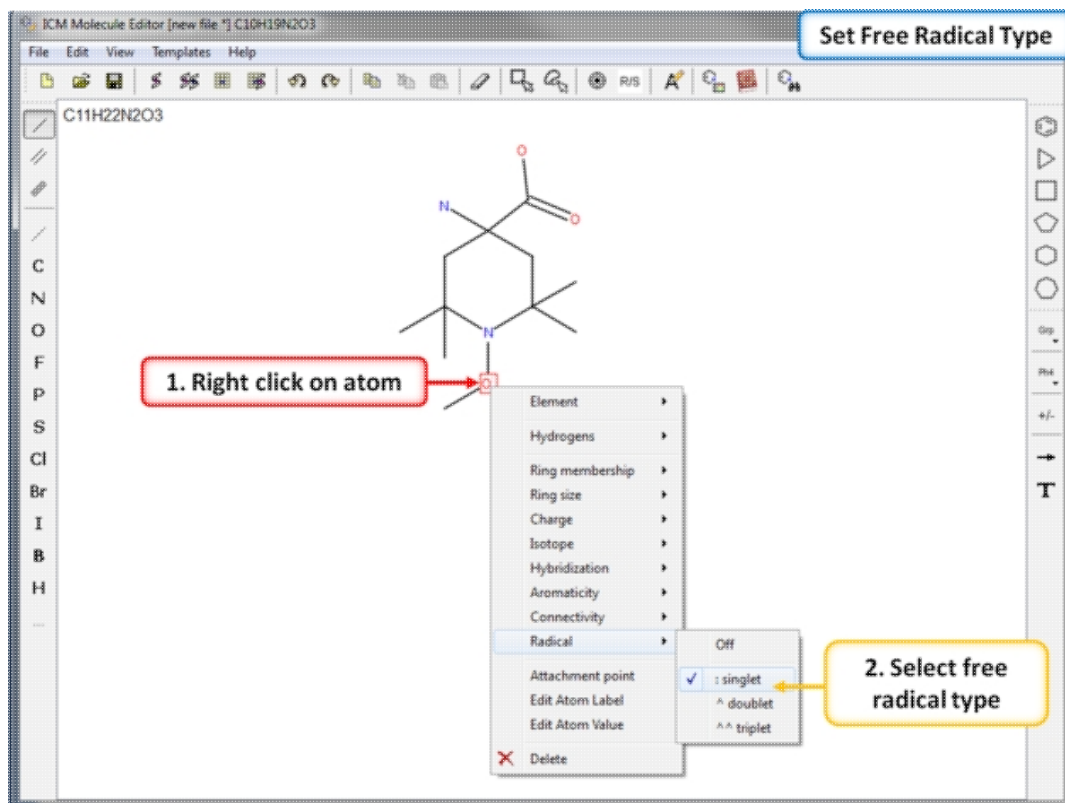 ICM Molecule Editor [new file *] C10H19N2O3
Set Free Radical Type
File Edit View Templates Help
R/S
C11H22N2O3
O
N
O
N
O
C
N
O
F
P
S
Cl
Br
I
B
H
...
Grp
+/-
T
1. Right click on atom
Element
Hydrogens
Ring membership
Ring size
Charge
Isotope
Hybridization
Aromaticity
Connectivity
Radical
Attachment point
Edit Atom Label
Edit Atom Value
Delete
Off
: singlet
^ doublet
^^ triplet
2. Select free
radical type